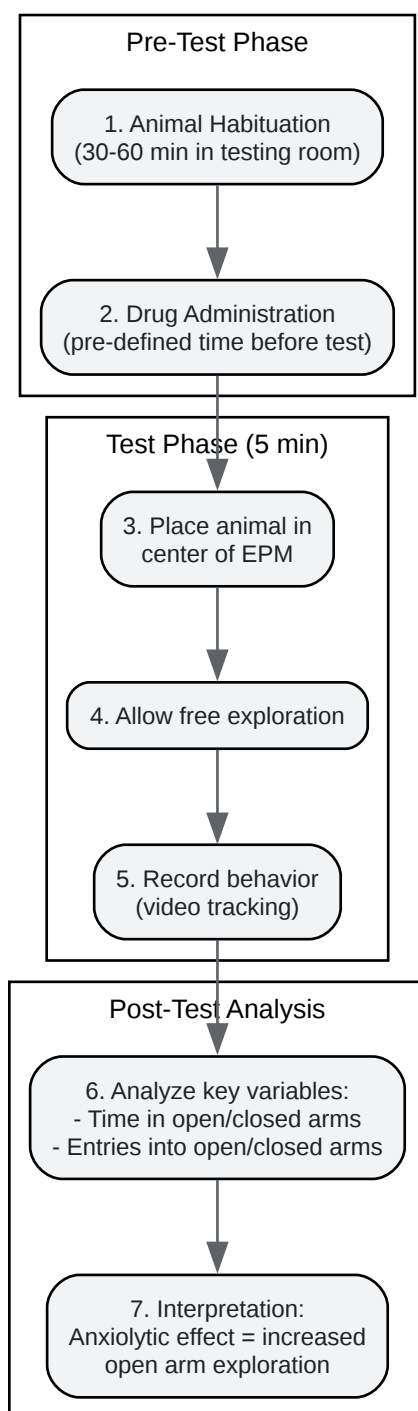 Pre-Test Phase
1. Animal Habituation
(30-60 min in testing room)
2. Drug Administration
(pre-defined time before test)
Test Phase (5 min)
3. Place animal in
center of EPM
4. Allow free exploration
5. Record behavior
(video tracking)
Post-Test Analysis
6. Analyze key variables:
- Time in open/closed arms
- Entries into open/closed arms
7. Interpretation:
Anxiolytic effect = increased
open arm exploration